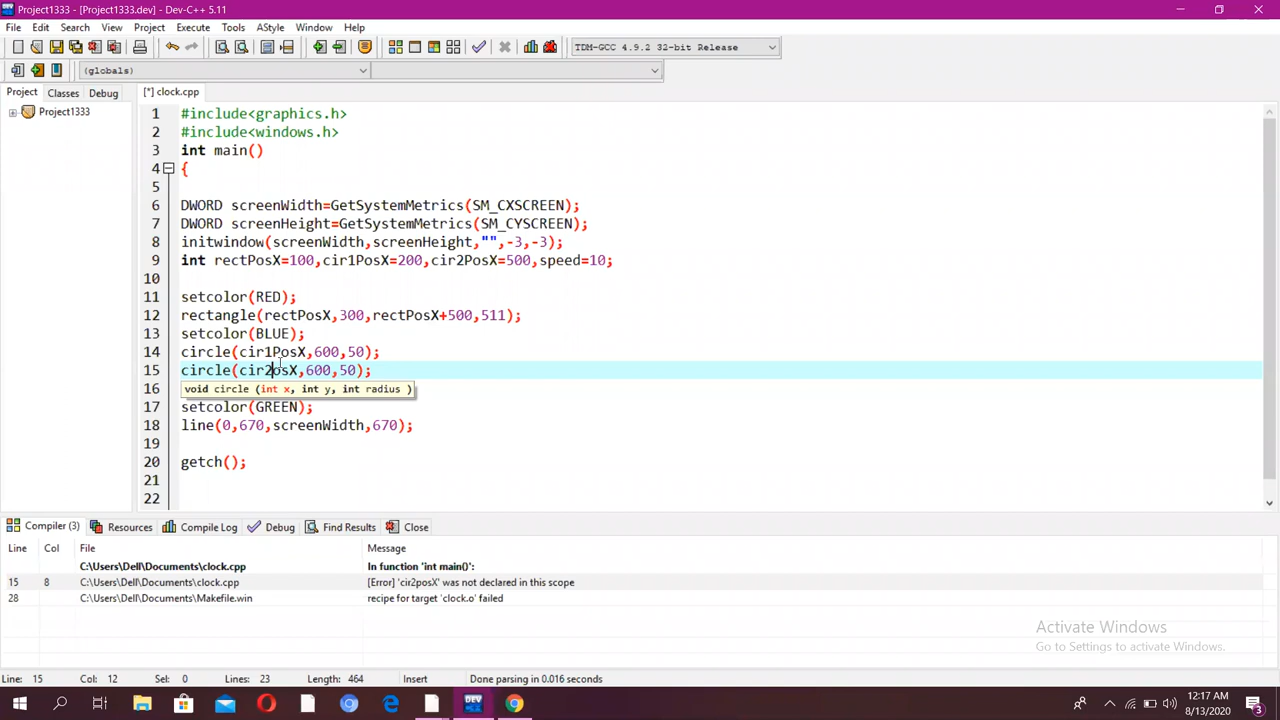 Project1333 - [Project1333.dev] - Dev-C++ 5.11
File Edit Search View Project Execute Tools AStyle Window Help
TDM-GCC 4.9.2 32-bit Release
(globals)
Project Classes Debug [*] clock.cpp
Project1333
1 #include<graphics.h>
2 #include<windows.h>
3 int main()
4 {
5
6 DWORD screenWidth=GetSystemMetrics(SM_CXSCREEN);
7 DWORD screenHeight=GetSystemMetrics(SM_CYSCREEN);
8 initwindow(screenWidth,screenHeight,"",-3,-3);
9 int rectPosX=100,cir1PosX=200,cir2PosX=500,speed=10;
10
11 setcolor(RED);
12 rectangle(rectPosX,300,rectPosX+500,511);
13 setcolor(BLUE);
14 circle(cir1PosX,600,50);
15 circle(cir2osX,600,50);
16 void circle (int x, int y, int radius )
17 setcolor(GREEN);
18 line(0,670,screenWidth,670);
19
20 getch();
21
22
Compiler (3) Resources Compile Log Debug Find Results Close
Line Col File Message
C:\Users\Dell\Documents\clock.cpp In function 'int main()':
15 8 C:\Users\Dell\Documents\clock.cpp [Error] 'cir2posX' was not declared in this scope
28 C:\Users\Dell\Documents\Makefile.win recipe for target 'clock.o' failed
Activate Windows
Go to Settings to activate Windows.
Line: 15 Col: 12 Sel: 0 Lines: 23 Length: 464 Insert Done parsing in 0.016 seconds
DEV
12:17 AM
8/13/2020
3